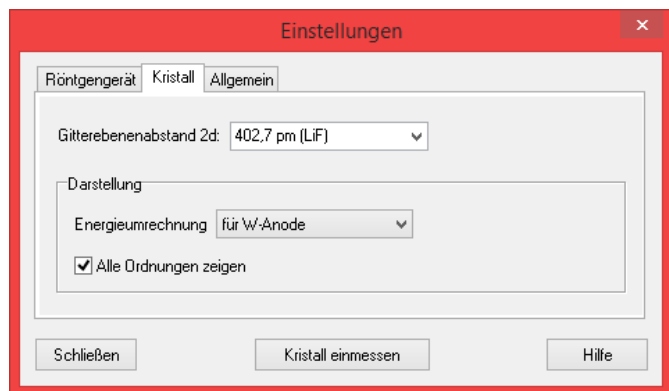 Einstellungen
Röntgengerät Kristall Allgemein
Gitterebenenabstand 2d: 402,7 pm (LiF)
Darstellung
Energieumrechnung für W-Anode
Alle Ordnungen zeigen
Schließen Kristall einmessen Hilfe